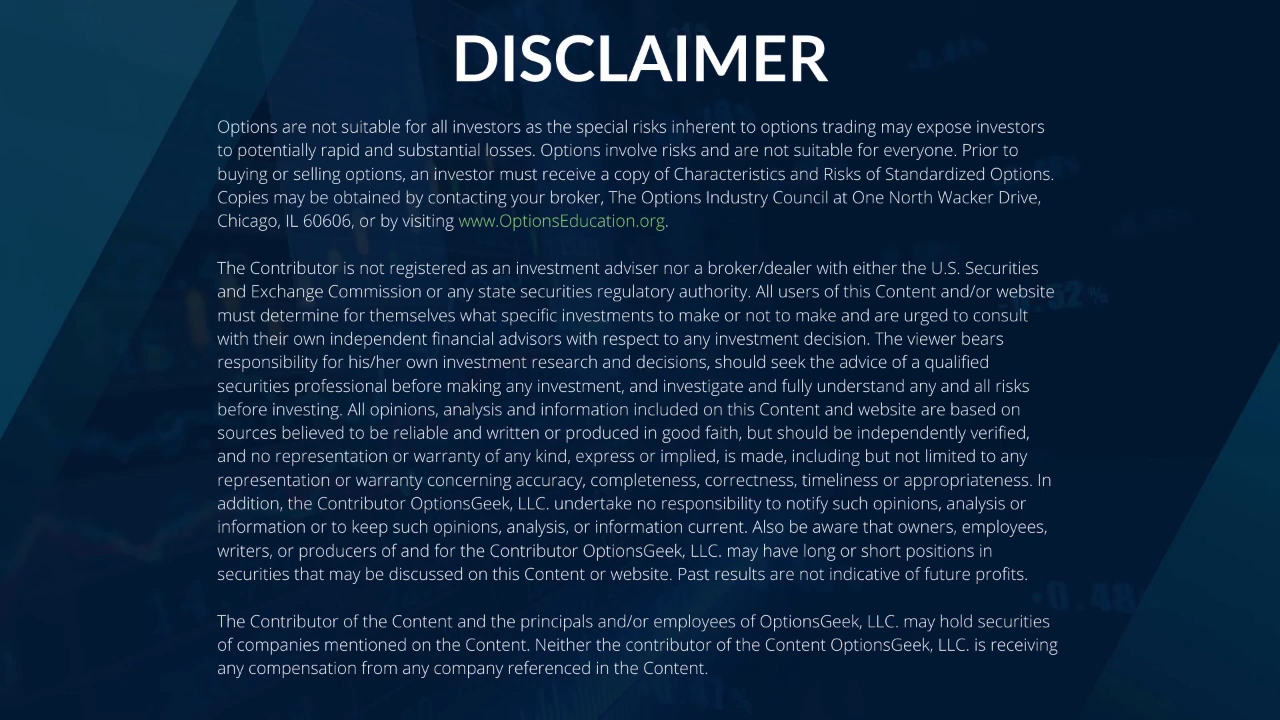 DISCLAIMER
Options are not suitable for all investors as the special risks inherent to options trading may expose investors
to potentially rapid and substantial losses. Options involve risks and are not suitable for everyone. Prior to
buying or selling options, an investor must receive a copy of Characteristics and Risks of Standardized Options.
Copies may be obtained by contacting your broker, The Options Industry Council at One North Wacker Drive,
Chicago, IL 60606, or by visiting www.OptionsEducation.org.
The Contributor is not registered as an investment adviser nor a broker/dealer with either the U.S. Securities
and Exchange Commission or any state securities regulatory authority. All users of this Content and/or website
must determine for themselves what specific investments to make or not to make and are urged to consult
with their own independent financial advisors with respect to any investment decision. The viewer bears
responsibility for his/her own investment research and decisions, should seek the advice of a qualified
securities professional before making any investment, and investigate and fully understand any and all risks
before investing. All opinions, analysis and information included on this Content and website are based on
sources believed to be reliable and written or produced in good faith, but should be independently verified,
and no representation or warranty of any kind, express or implied, is made, including but not limited to any
representation or warranty concerning accuracy, completeness, correctness, timeliness or appropriateness. In
addition, the Contributor OptionsGeek, LLC. undertake no responsibility to notify such opinions, analysis or
information or to keep such opinions, analysis, or information current. Also be aware that owners, employees,
writers, or producers of and for the Contributor OptionsGeek, LLC. may have long or short positions in
securities that may be discussed on this Content or website. Past results are not indicative of future profits.
The Contributor of the Content and the principals and/or employees of OptionsGeek, LLC. may hold securities
of companies mentioned on the Content. Neither the contributor of the Content OptionsGeek, LLC. is receiving
any compensation from any company referenced in the Content.